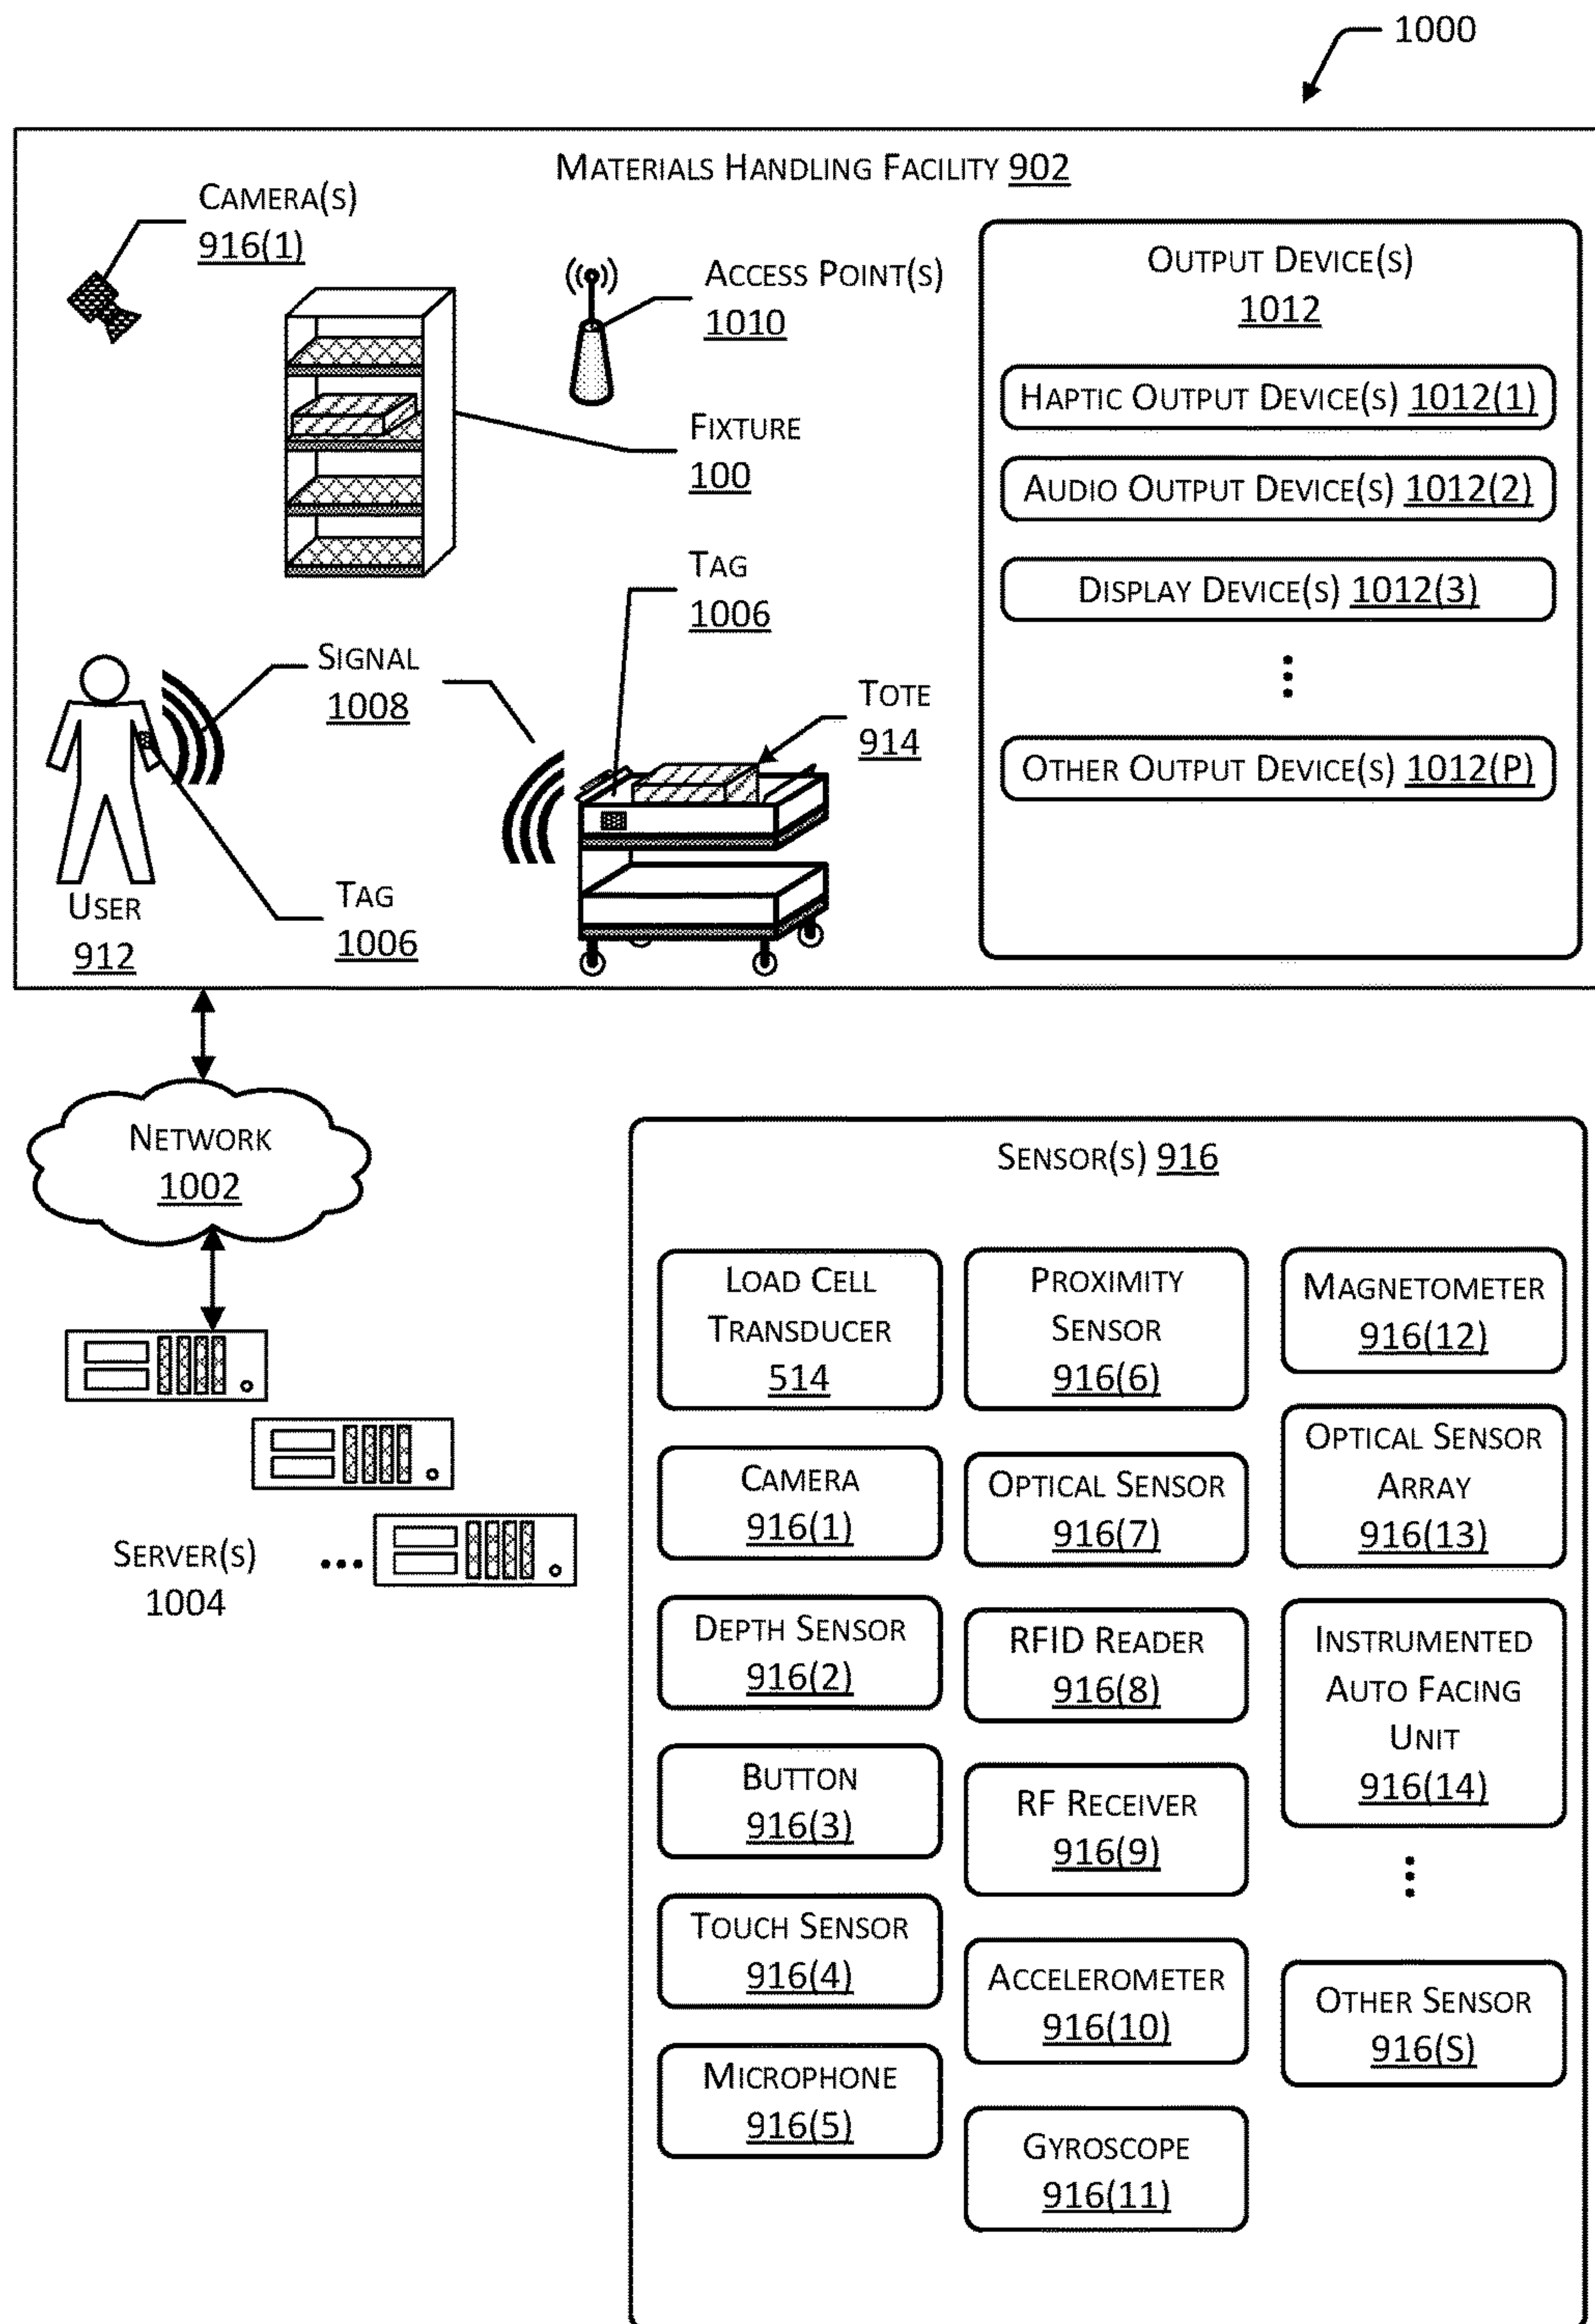 1000
MATERIALS HANDLING FACILITY 902
CAMERA(S)
916(1)
ACCESS POINT(S)
1010
FIXTURE
100
TAG
1006
SIGNAL
1008
TOTE
914
USER
912
TAG
1006
OUTPUT DEVICE(S)
1012
HAPTIC OUTPUT DEVICE(S) 1012(1)
AUDIO OUTPUT DEVICE(S) 1012(2)
DISPLAY DEVICE(S) 1012(3)
OTHER OUTPUT DEVICE(S) 1012(P)
NETWORK
1002
SERVER(S)
1004
SENSOR(S) 916
LOAD CELL
TRANSDUCER
514
CAMERA
916(1)
DEPTH SENSOR
916(2)
BUTTON
916(3)
TOUCH SENSOR
916(4)
MICROPHONE
916(5)
PROXIMITY
SENSOR
916(6)
OPTICAL SENSOR
916(7)
RFID READER
916(8)
RF RECEIVER
916(9)
ACCELEROMETER
916(10)
GYROSCOPE
916(11)
MAGNETOMETER
916(12)
OPTICAL SENSOR
ARRAY
916(13)
INSTRUMENTED
AUTO FACING
UNIT
916(14)
OTHER SENSOR
916(S)